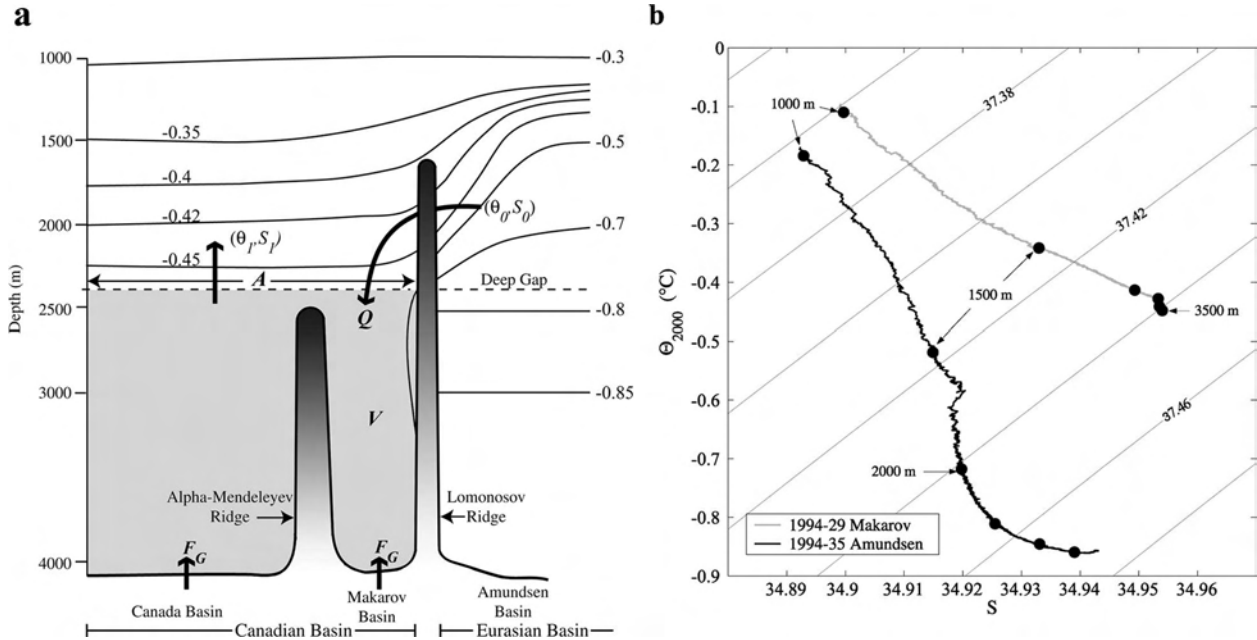 a
1000
1500
2000
2500
3000
4000
Depth (m)
-0.3
-0.35
-0.4
-0.42
-0.45
-0.5
-0.7
-0.8
-0.85
(θ0,S0)
(θ1,S1)
A
Deep Gap
Q
V
Alpha-Mendeleyev
Ridge
Lomonosov
Ridge
FG
FG
Canada Basin
Makarov
Basin
Amundsen
Basin
Canadian Basin
Eurasian Basin
b
0
-0.1
-0.2
-0.3
-0.4
-0.5
-0.6
-0.7
-0.8
-0.9
Θ2000 (°C)
1000 m
37.38
37.42
1500 m
3500 m
37.46
2000 m
1994-29 Makarov
1994-35 Amundsen
34.89 34.9 34.91 34.92 34.93 34.94 34.95 34.96
S